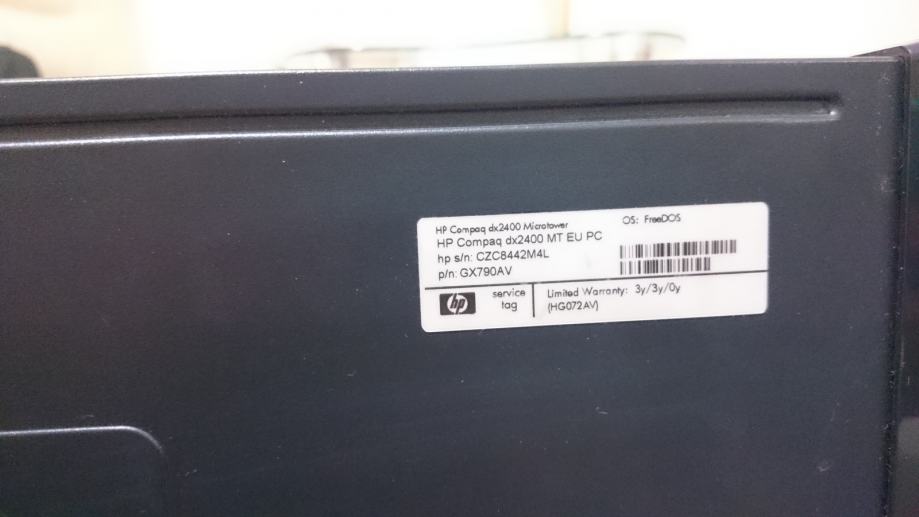 HP Compaq dx2400 Microtower
OS: FreeDOS
HP Compaq dx2400 MT EU PC
hp s/n: CZC8442M4L
p/n: GX790AV
hp
service
tag
Limited Warranty: 3y/3y/0y
(HG072AV)